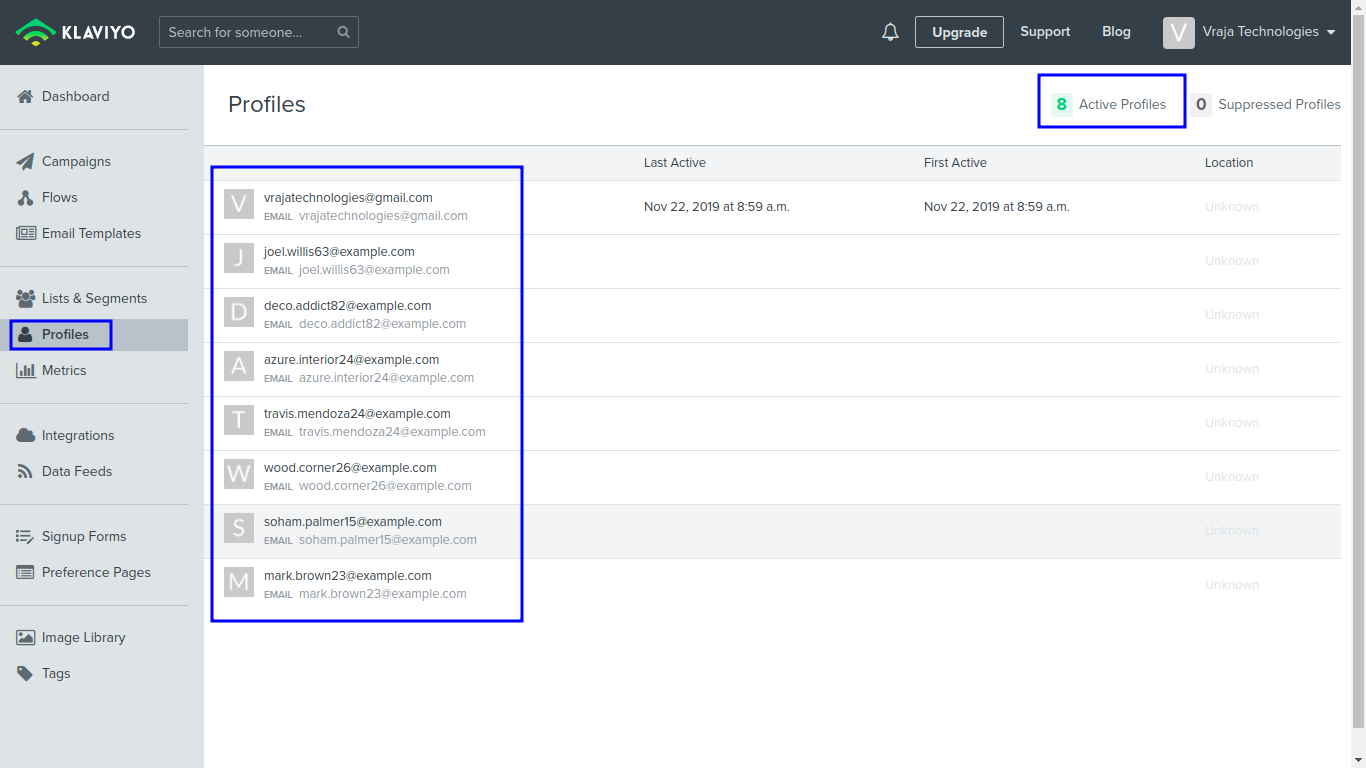 KLAVIYO
Search for someone...
Upgrade
Support
Blog
V
Vraja Technologies
Dashboard
Campaigns
Flows
Email Templates
Lists & Segments
Profiles
Metrics
Integrations
Data Feeds
Signup Forms
Preference Pages
Image Library
Tags
Profiles
8 Active Profiles
0 Suppressed Profiles
Last Active First Active Location
V
vrajatechnologies@gmail.com
EMAIL vrajatechnologies@gmail.com
Nov 22, 2019 at 8:59 a.m. Nov 22, 2019 at 8:59 a.m. Unknown
J
joel.willis63@example.com
EMAIL joel.willis63@example.com
Unknown
D
deco.addict82@example.com
EMAIL deco.addict82@example.com
Unknown
A
azure.interior24@example.com
EMAIL azure.interior24@example.com
Unknown
T
travis.mendoza24@example.com
EMAIL travis.mendoza24@example.com
Unknown
W
wood.corner26@example.com
EMAIL wood.corner26@example.com
Unknown
S
soham.palmer15@example.com
EMAIL soham.palmer15@example.com
Unknown
M
mark.brown23@example.com
EMAIL mark.brown23@example.com
Unknown